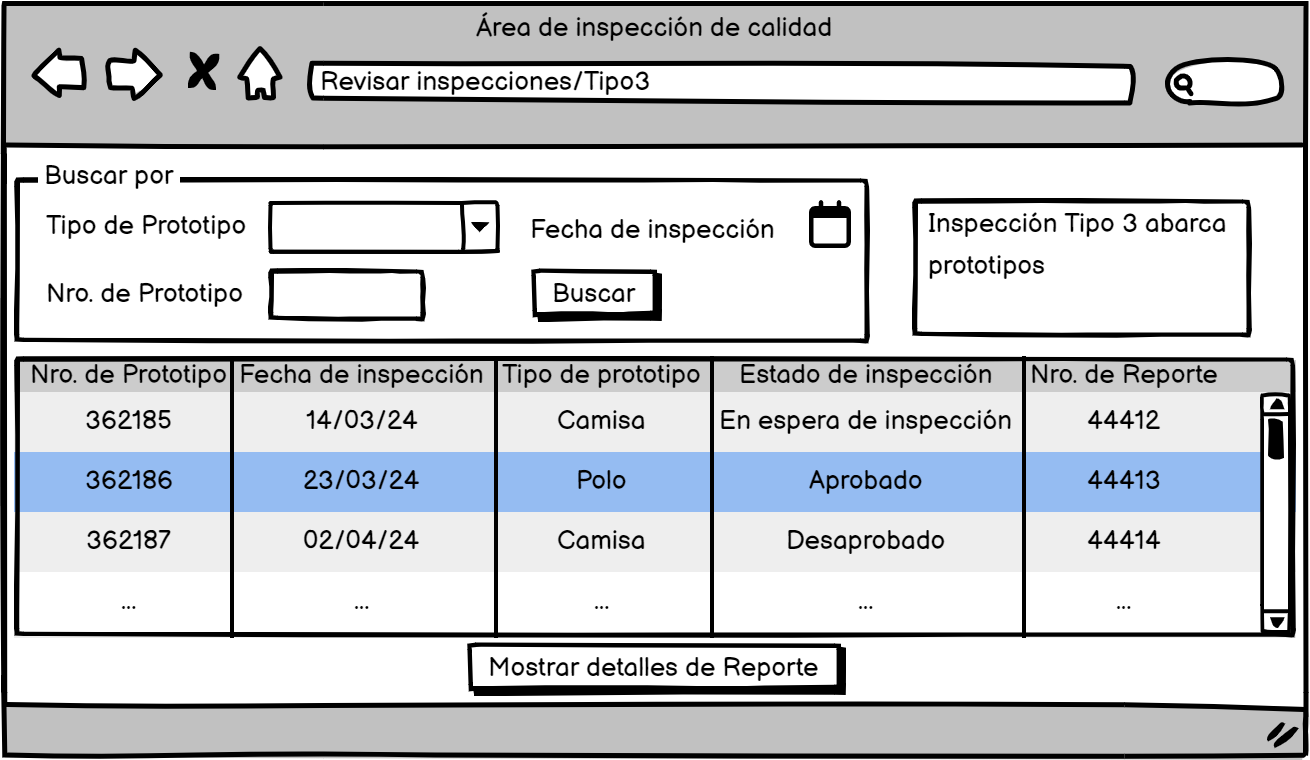 Área de inspección de calidad
Revisar inspecciones/Tipo3
Buscar por
Tipo de Prototipo
Fecha de inspección
Nro. de Prototipo
Buscar
Inspección Tipo 3 abarca
prototipos
Nro. de Prototipo Fecha de inspección Tipo de prototipo Estado de inspección Nro. de Reporte
362185 14/03/24 Camisa En espera de inspección 44412
362186 23/03/24 Polo Aprobado 44413
362187 02/04/24 Camisa Desaprobado 44414
... ... ... ... ...
Mostrar detalles de Reporte